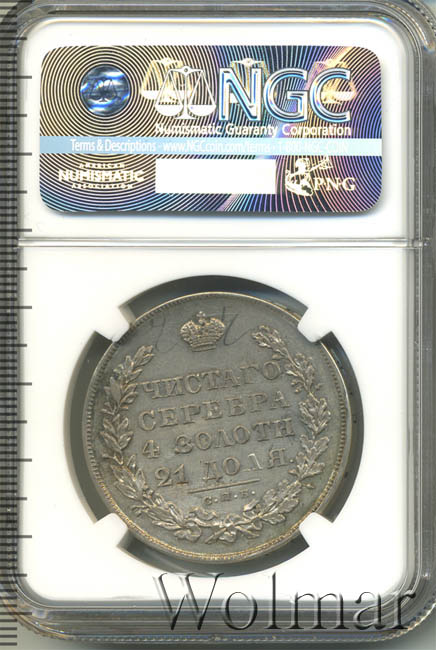 NGC
Numismatic Guaranty Corporation
Terms & Descriptions - www.NGCcoin.com/terms • 1-800-NGC-COIN
AMERICAN
NUMISMATIC
ASSOCIATION
PNG
ЧИСТАГО
СЕРЕБРА
4 ЗОЛОТН
21 ДОЛЯ.
С.П.Б.
Wolmar